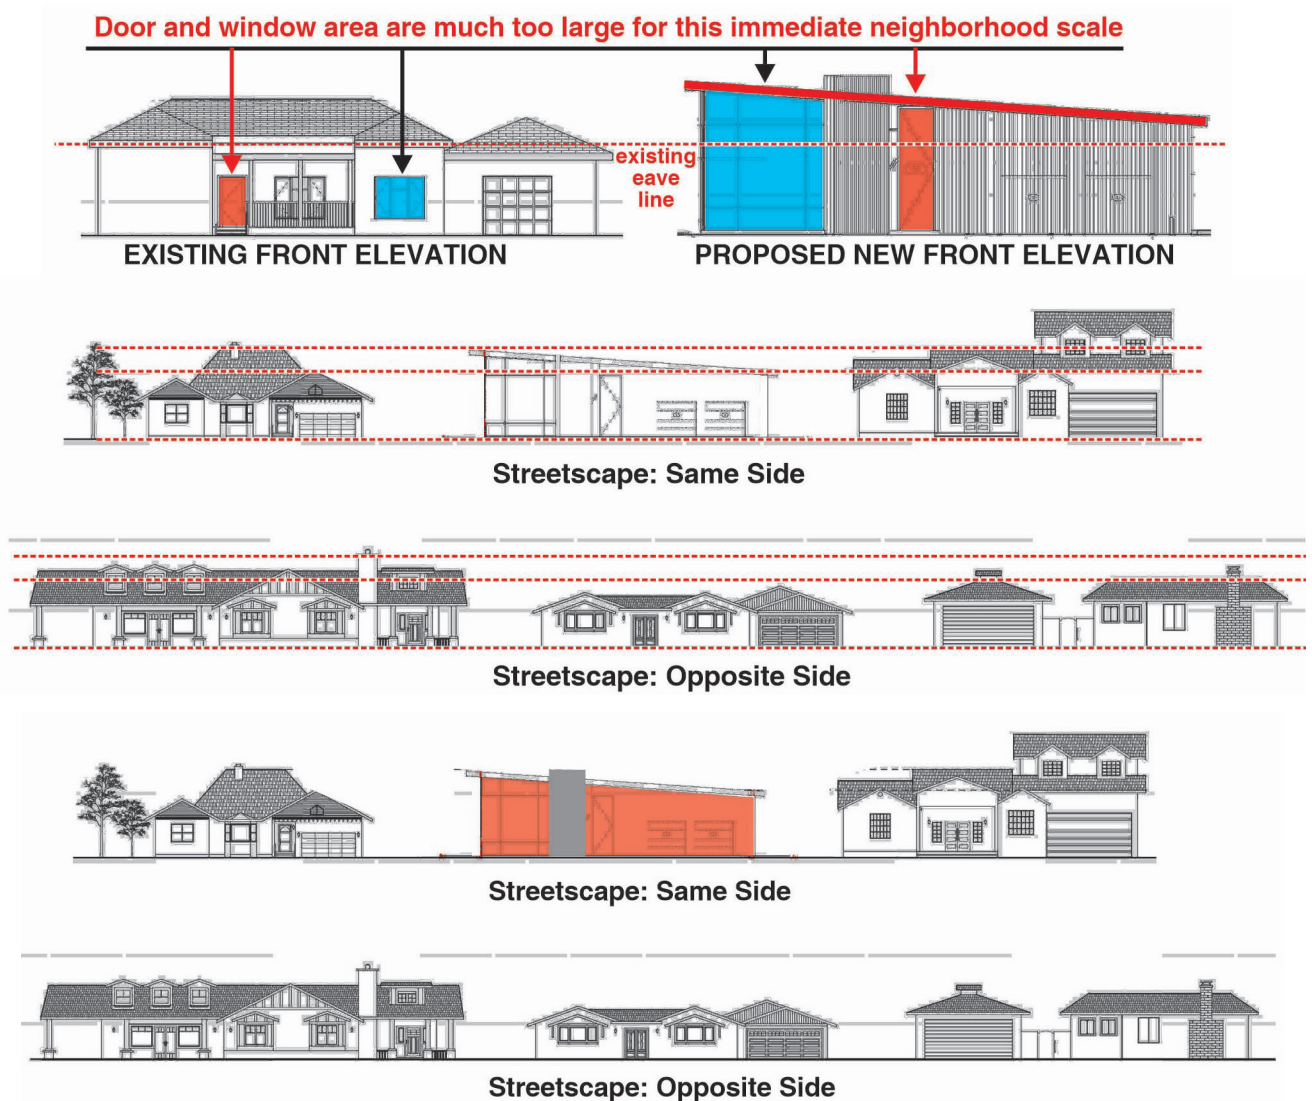 Door and window area are much too large for this immediate neighborhood scale
existing
eave
line
EXISTING FRONT ELEVATION
PROPOSED NEW FRONT ELEVATION
Streetscape: Same Side
Streetscape: Opposite Side
Streetscape: Same Side
Streetscape: Opposite Side